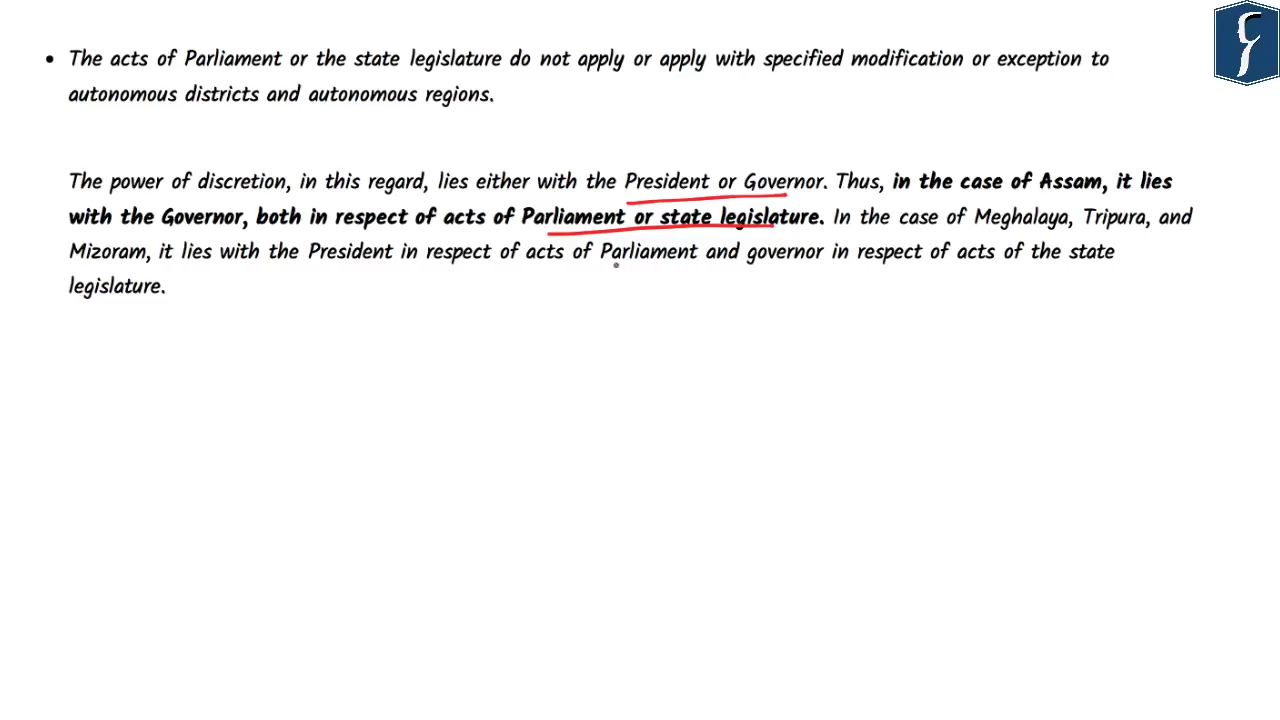 • The acts of Parliament or the state legislature do not apply or apply with specified modification or exception to
autonomous districts and autonomous regions.
The power of discretion, in this regard, lies either with the President or Governor. Thus, in the case of Assam, it lies
with the Governor, both in respect of acts of Parliament or state legislature. In the case of Meghalaya, Tripura, and
Mizoram, it lies with the President in respect of acts of Parliament and governor in respect of acts of the state
legislature.